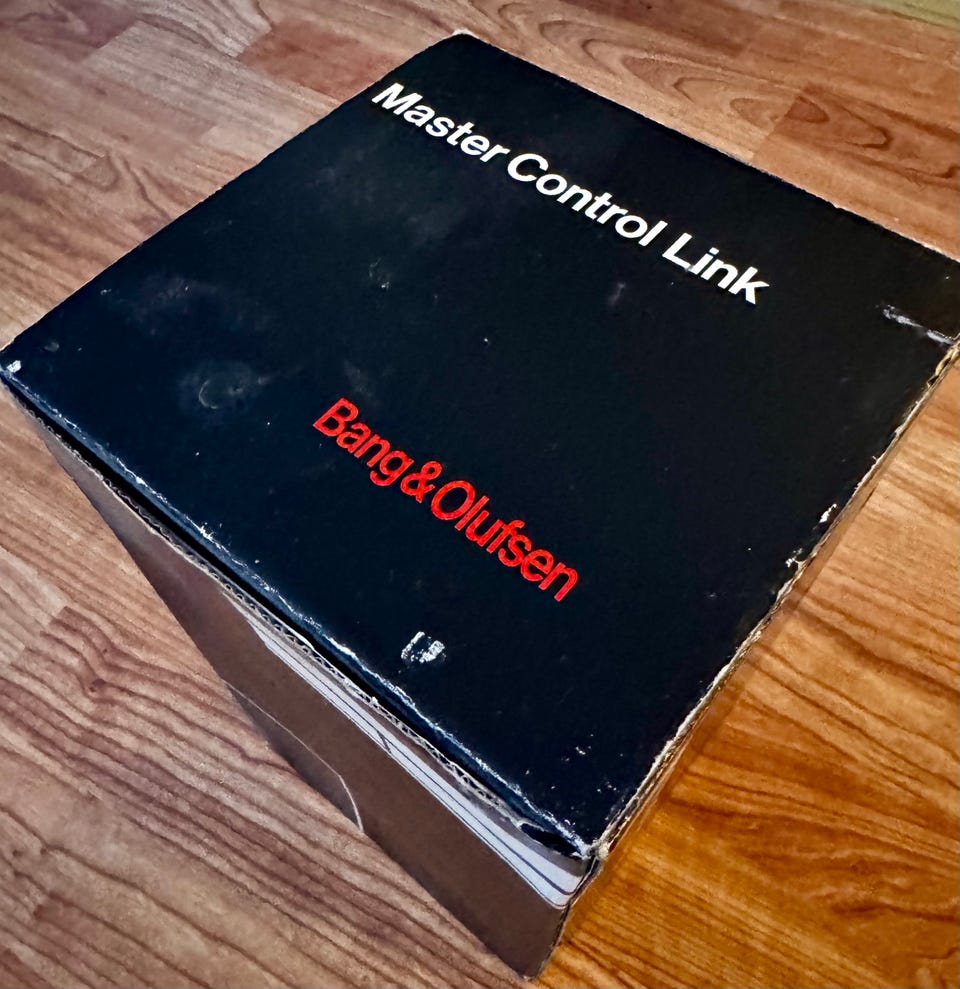 Master Control Link
Bang & Olufsen